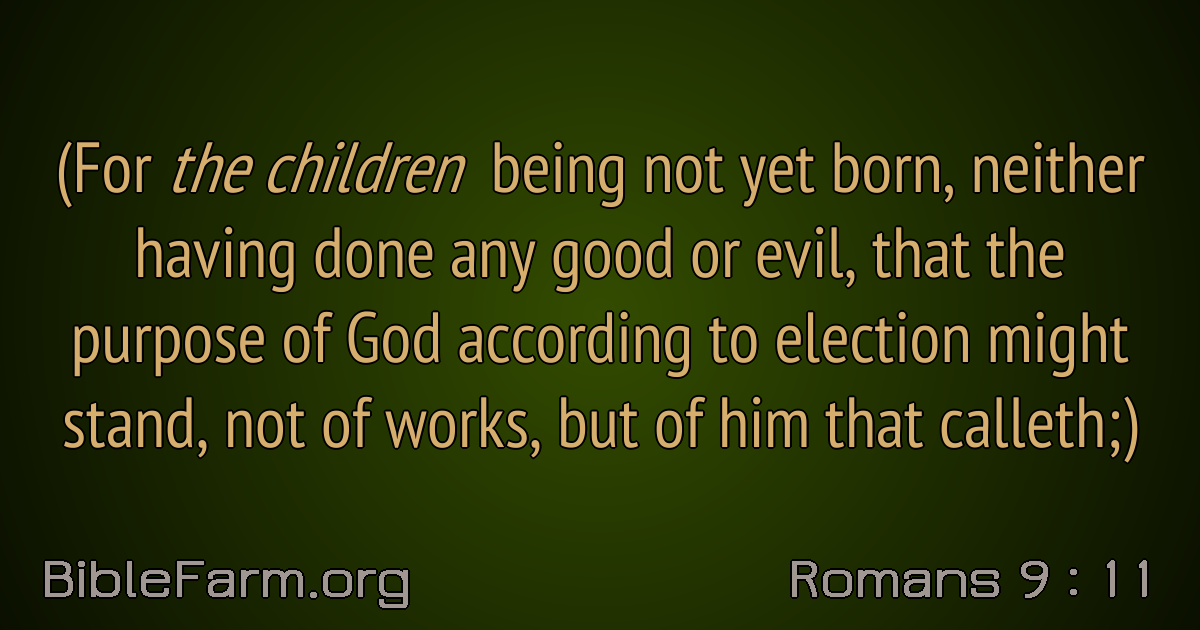 (For the children being not yet born, neither
having done any good or evil, that the
purpose of God according to election might
stand, not of works, but of him that calleth;)
BibleFarm.org
Romans 9 : 11